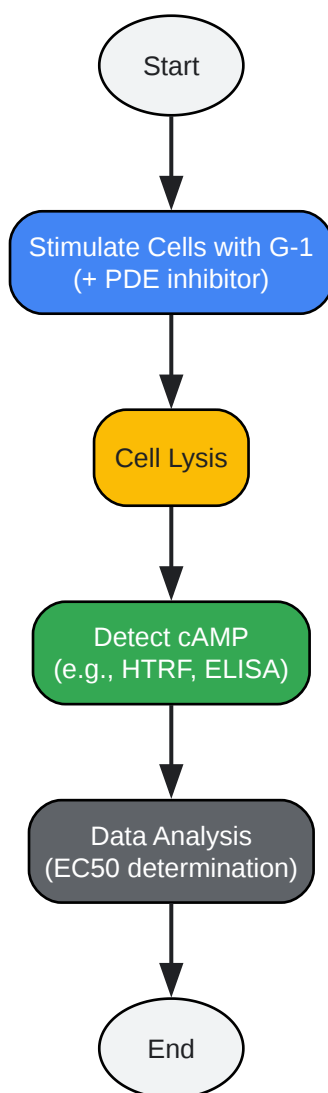 Start
Stimulate Cells with G-1
(+ PDE inhibitor)
Cell Lysis
Detect cAMP
(e.g., HTRF, ELISA)
Data Analysis
(EC50 determination)
End